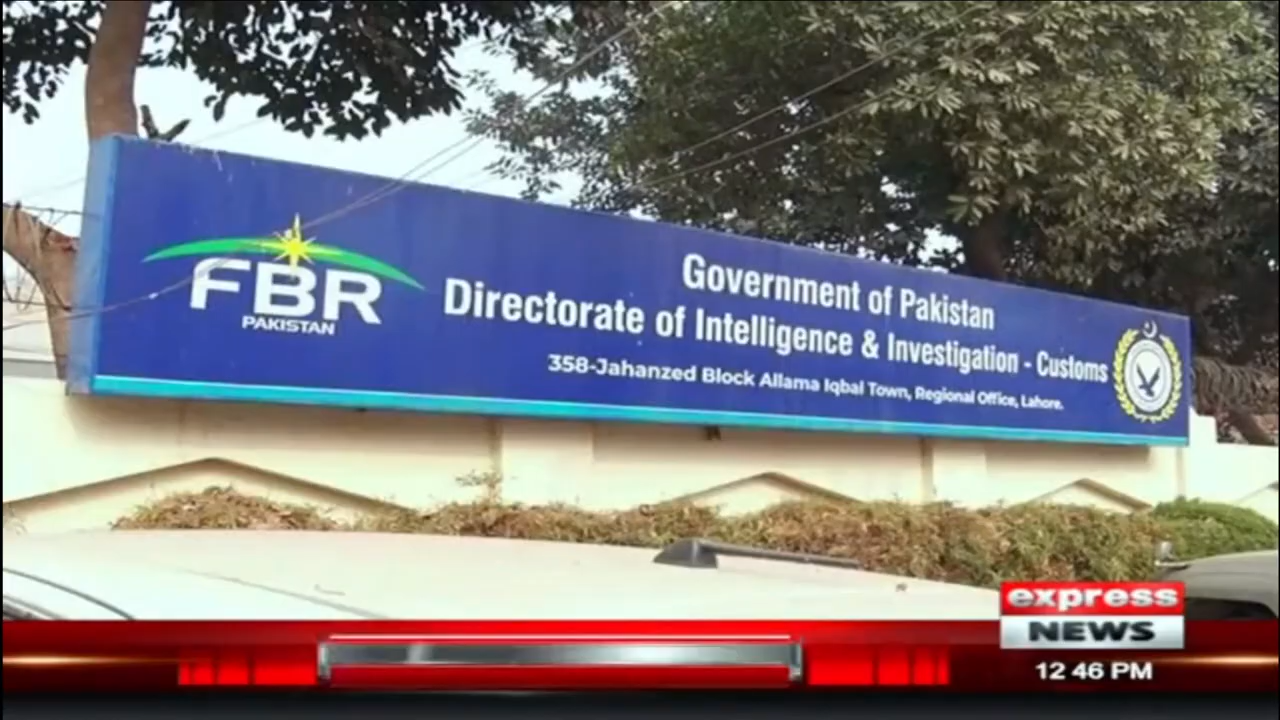 FBR
PAKISTAN
Government of Pakistan
Directorate of Intelligence & Investigation - Customs
358-Jahanzed Block Allama Iqbal Town, Regional Office, Lahore.
express
NEWS
12 46 PM